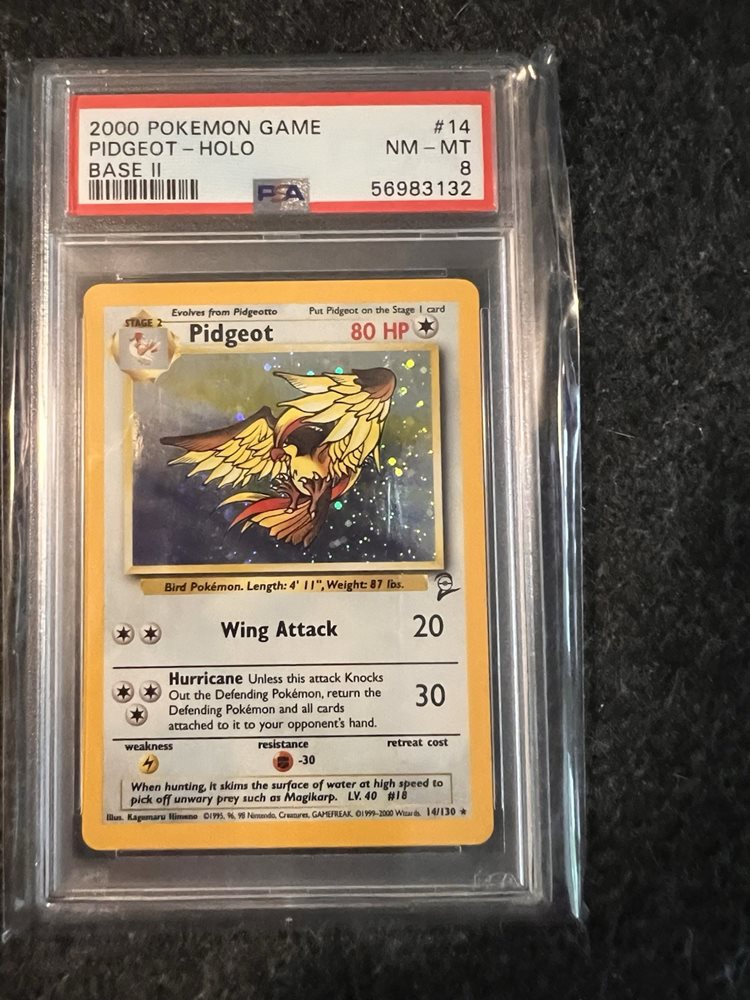 2000 POKEMON GAME #14
PIDGEOT - HOLO NM - MT
BASE II PSA 8
56983132
Evolves from Pidgeotto Put Pidgeot on the Stage 1 card
STAGE 2
Pidgeot 80 HP
Bird Pokémon. Length: 4' 11", Weight: 87 lbs.
Wing Attack 20
Hurricane Unless this attack Knocks
Out the Defending Pokémon, return the
Defending Pokémon and all cards
attached to it to your opponent's hand.
30
weakness resistance retreat cost
-30
When hunting, it skims the surface of water at high speed to
pick off unwary prey such as Magikarp. LV. 40 #18
Illus. Kagemaru Himeno ©1995, 96, 98 Nintendo, Creatures, GAMEFREAK. ©1999-2000 Wizards. 14/130 ★